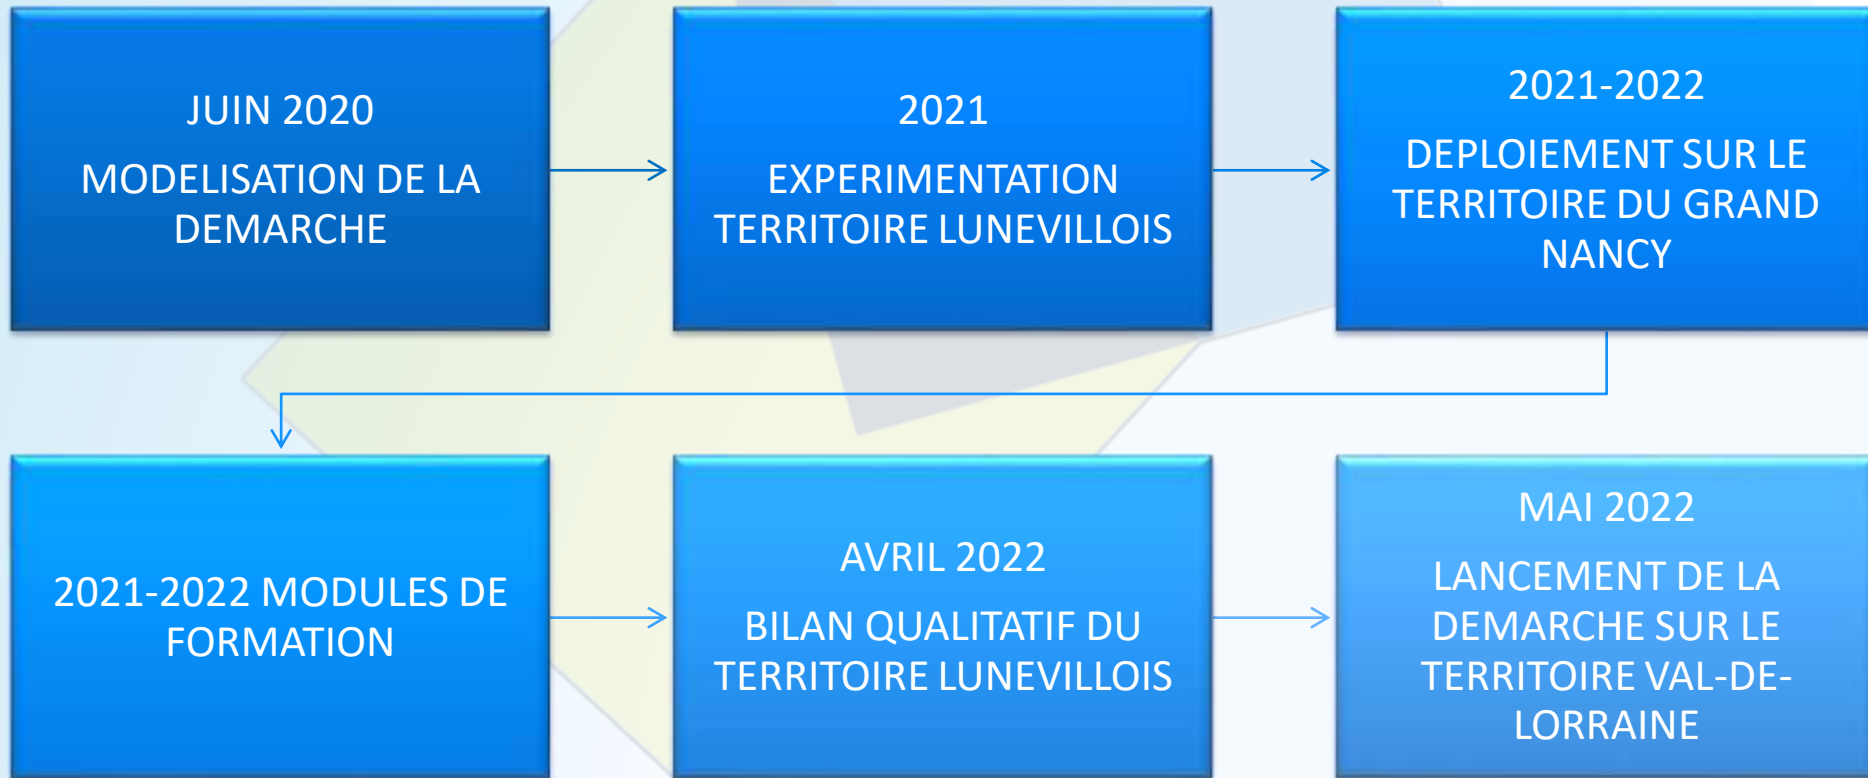 JUIN 2020
MODELISATION DE LA
DEMARCHE
2021
EXPERIMENTATION
TERRITOIRE LUNEVILLOIS
2021-2022
DEPLOIEMENT SUR LE
TERRITOIRE DU GRAND
NANCY
2021-2022 MODULES DE
FORMATION
AVRIL 2022
BILAN QUALITATIF DU
TERRITOIRE LUNEVILLOIS
MAI 2022
LANCEMENT DE LA
DEMARCHE SUR LE
TERRITOIRE VAL-DE-
LORRAINE